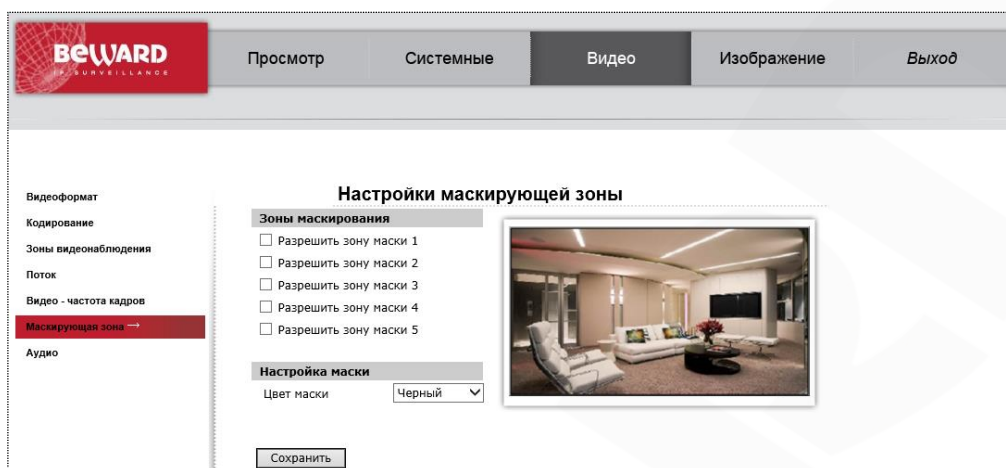 BEWARD
IP SURVEILLANCE
Просмотр Системные Видео Изображение Выход
Настройки маскирующей зоны
Видеоформат
Кодирование
Зоны видеонаблюдения
Поток
Видео - частота кадров
Маскирующая зона →
Аудио
Зоны маскирования
Разрешить зону маски 1
Разрешить зону маски 2
Разрешить зону маски 3
Разрешить зону маски 4
Разрешить зону маски 5
Настройка маски
Цвет маски Черный
Сохранить